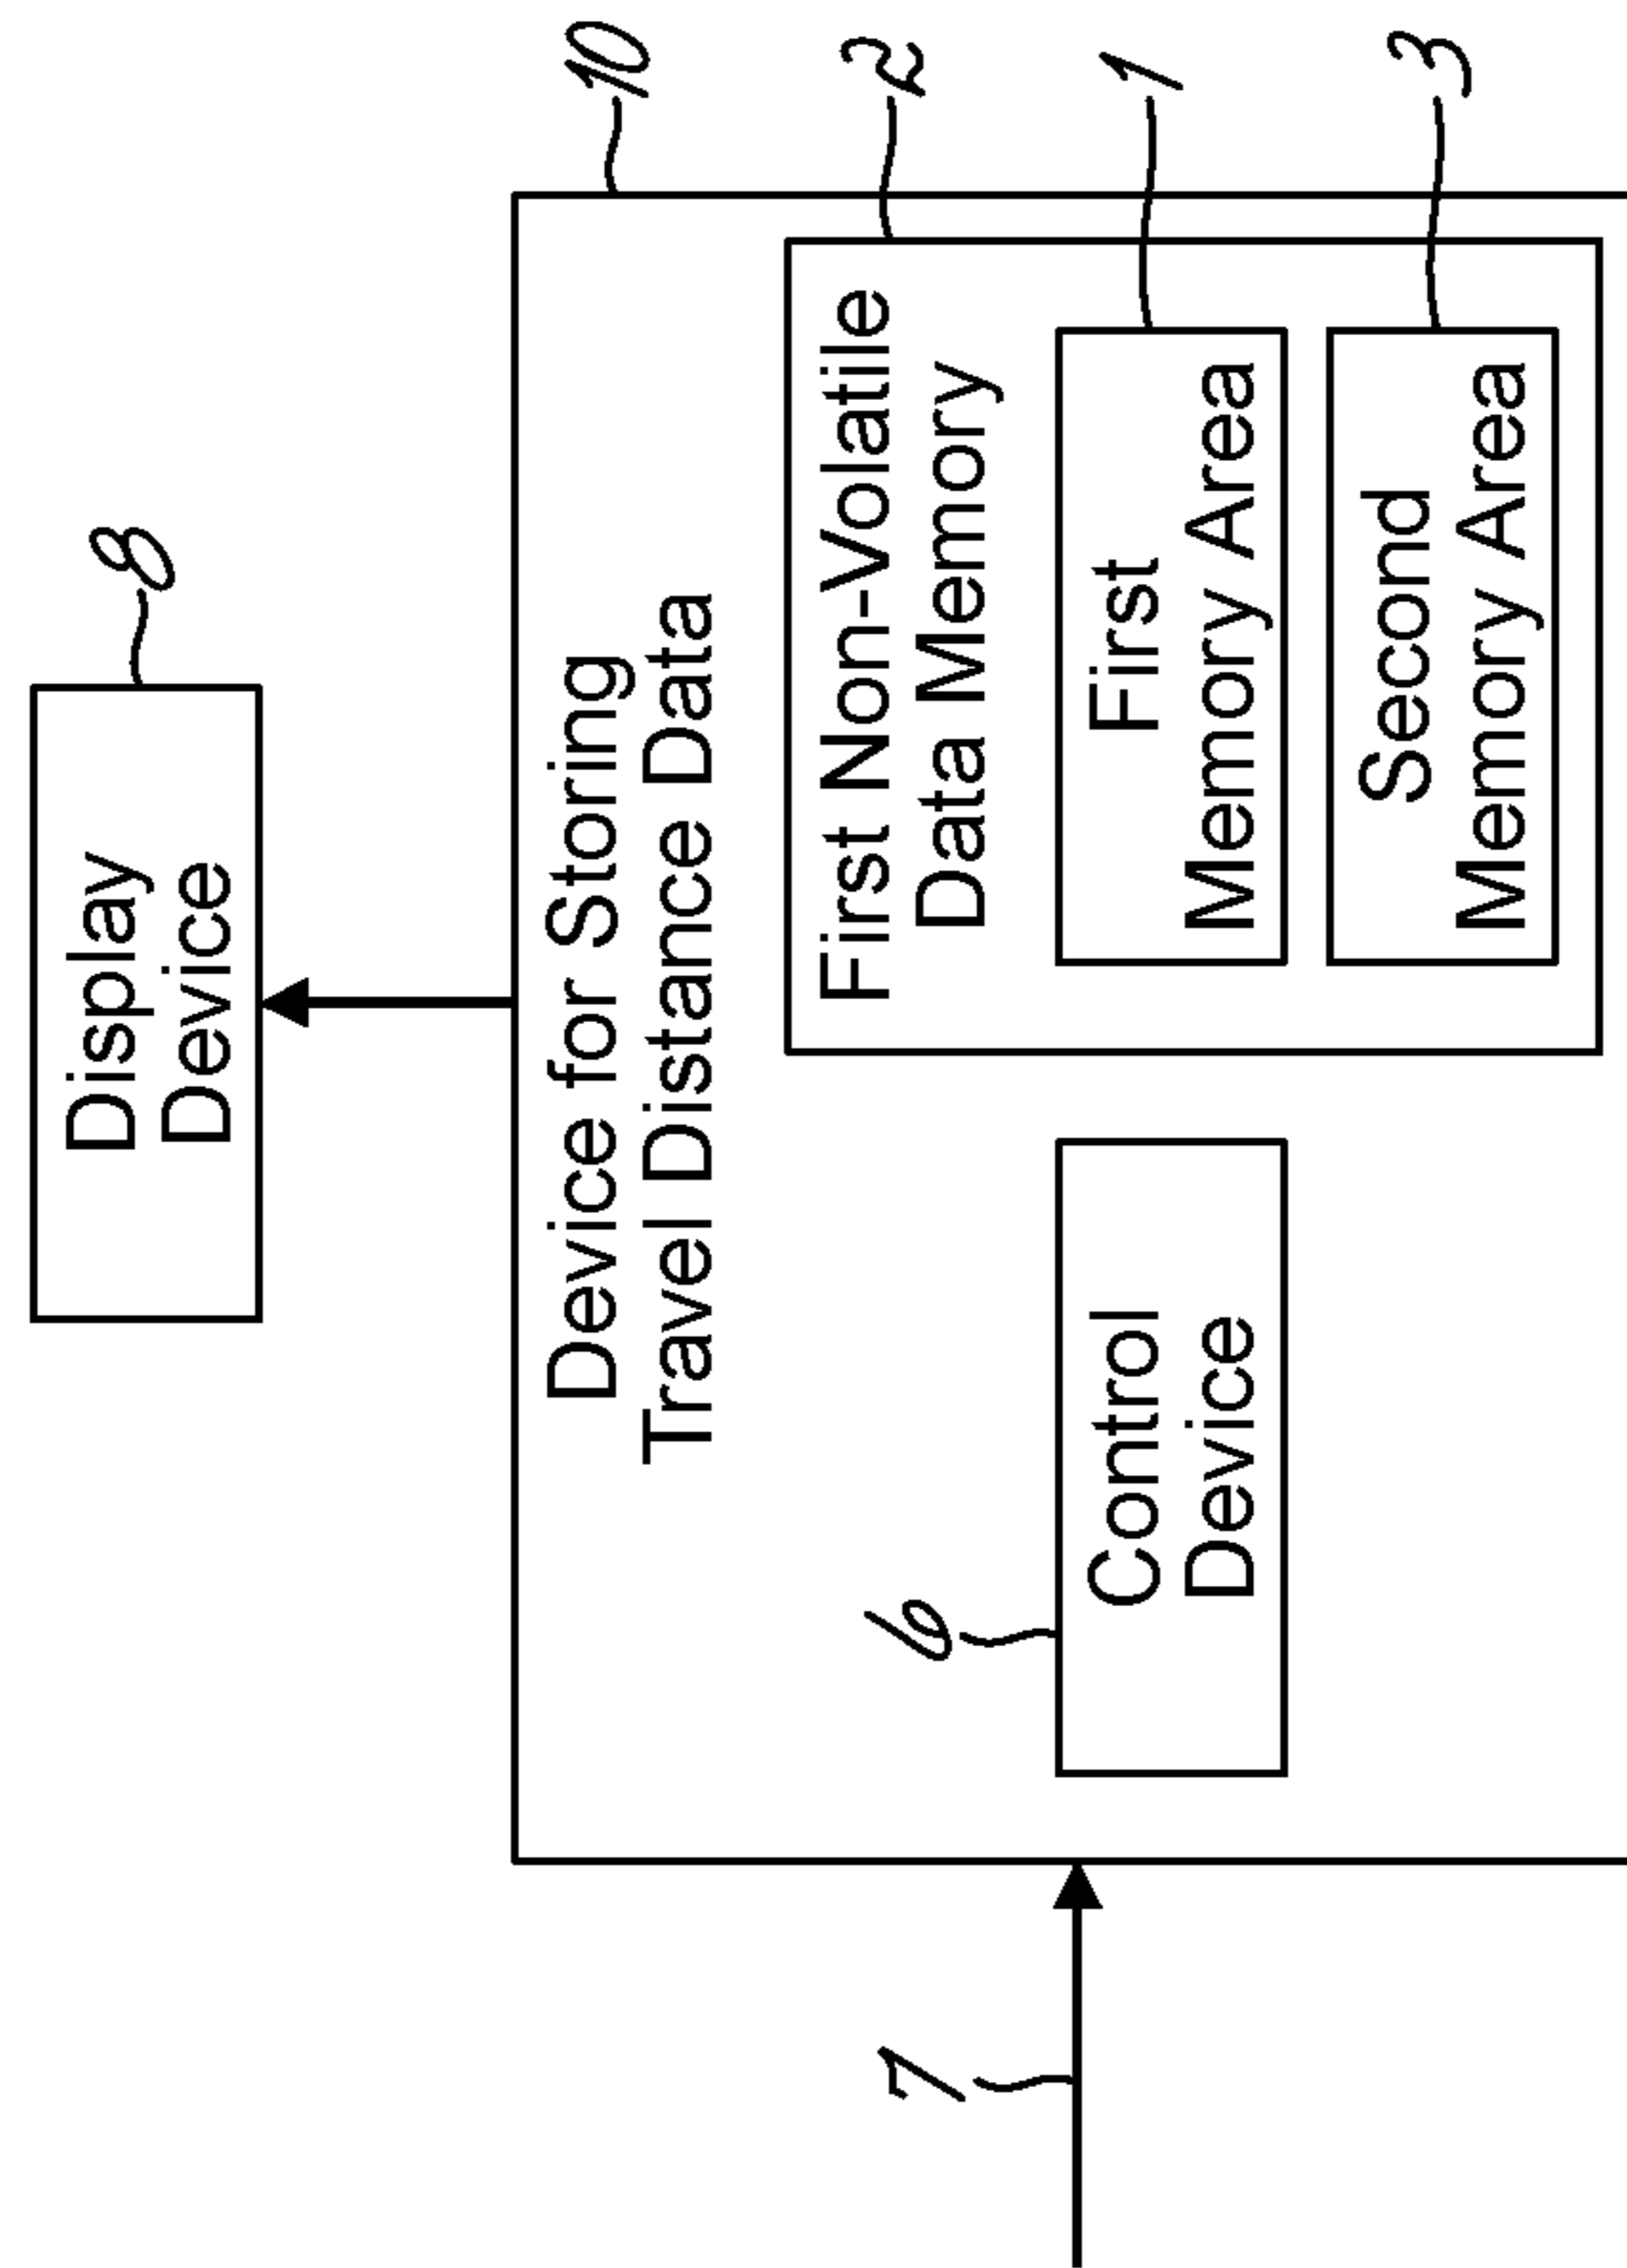 Display
Device
8
Device for Storing
Travel Distance Data
10
First Non-Volatile
Data Memory
2
7
6
Control
Device
First
Memory Area
1
Second
Memory Area
3